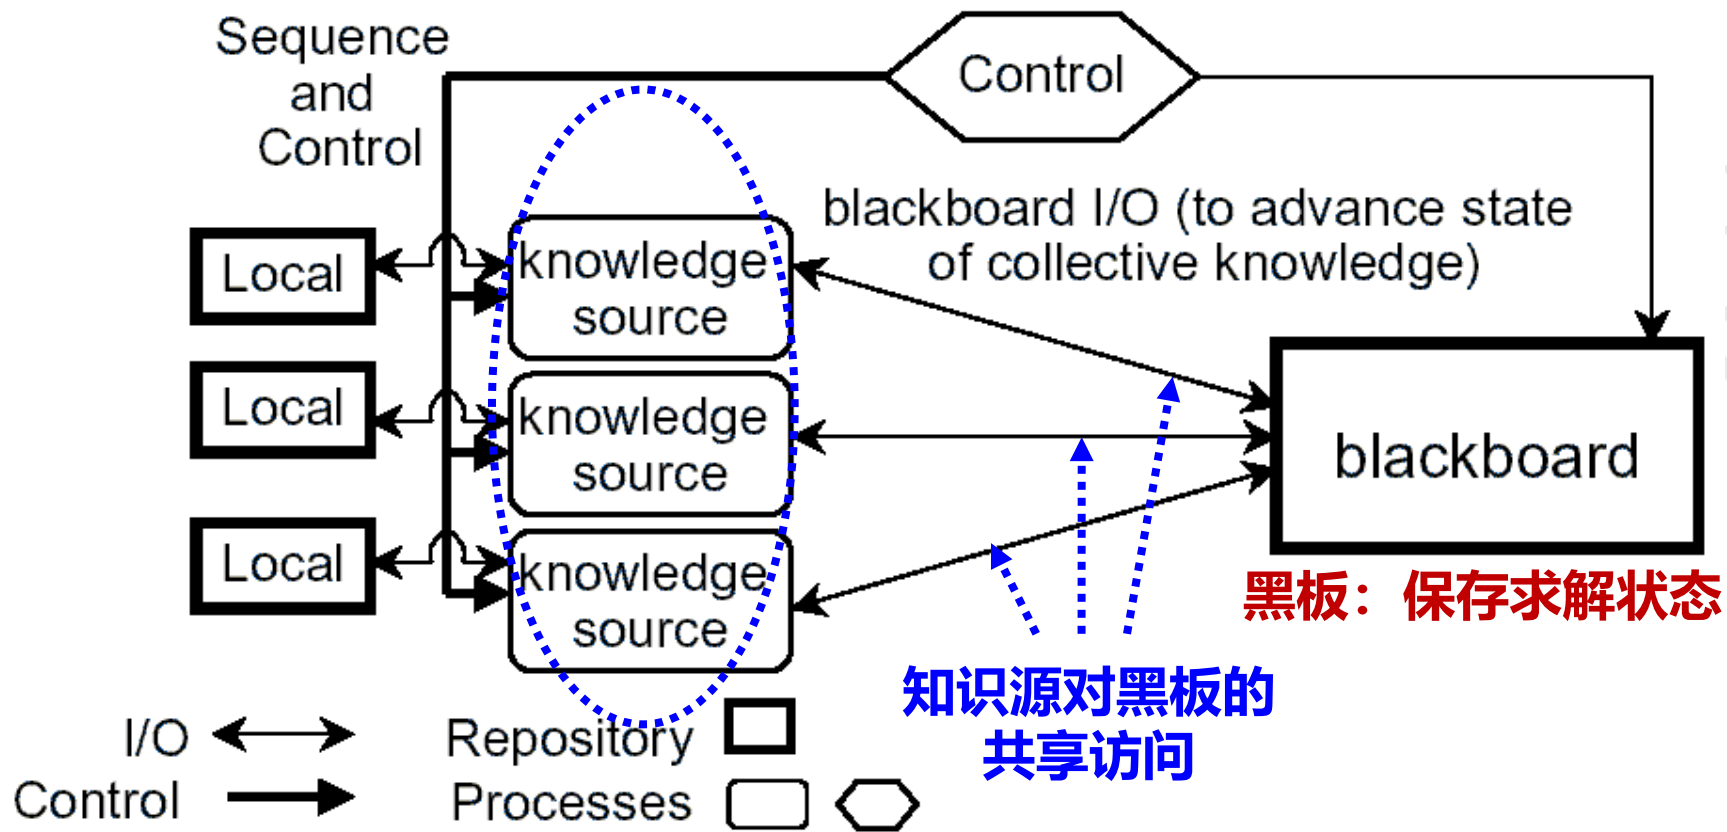 Sequence
and
Control
Control
blackboard I/O (to advance state
of collective knowledge)
Local
knowledge
source
Local
knowledge
source
Local
knowledge
source
blackboard
黑板：保存求解状态
知识源对黑板的
共享访问
I/O
Repository
Control
Processes